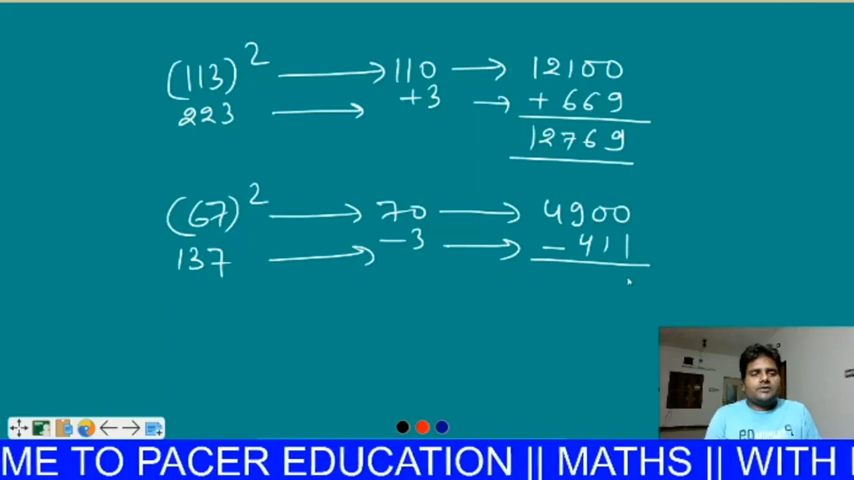 (113)² → 110 → 12100
223 → +3 → + 669
12769
(67)² → 70 → 4900
137 → -3 → - 411
ME TO PACER EDUCATION || MATHS || WITH